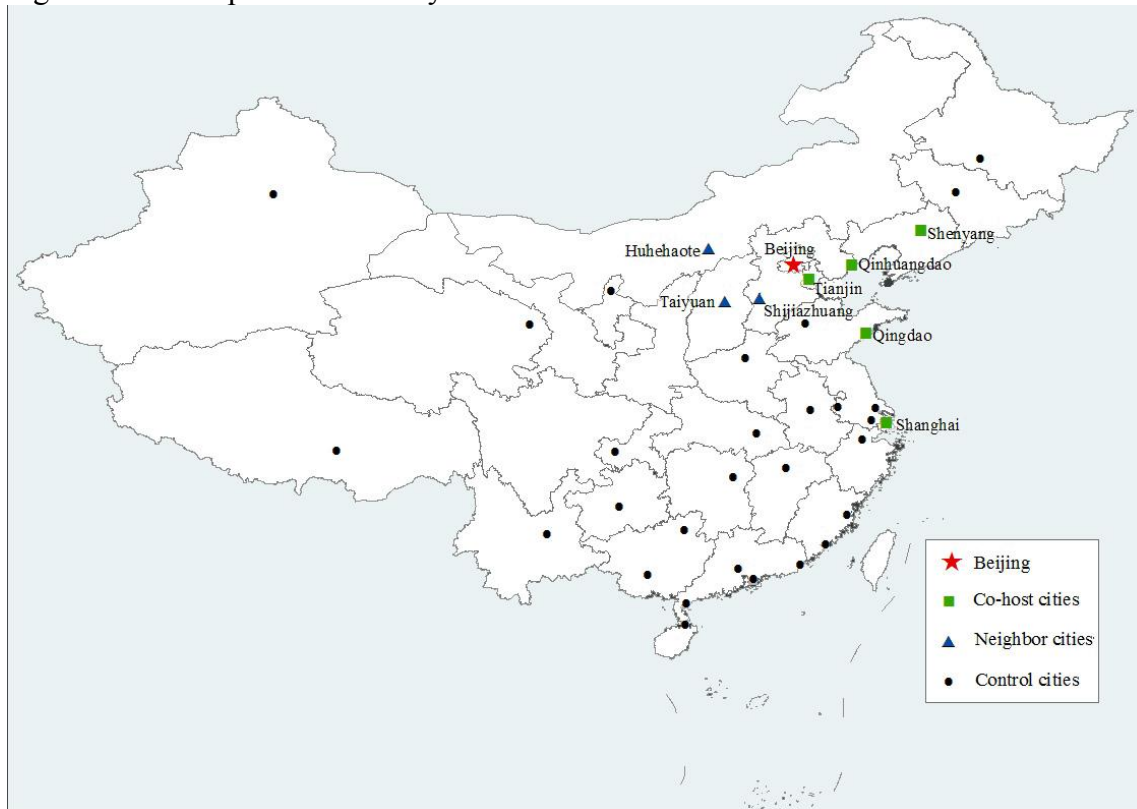 Huhehaote
Beijing
Shenyang
Qinhuangdao
Tianjin
Taiyuan
Shijiazhuang
Qingdao
Shanghai
Beijing
Co-host cities
Neighbor cities
Control cities